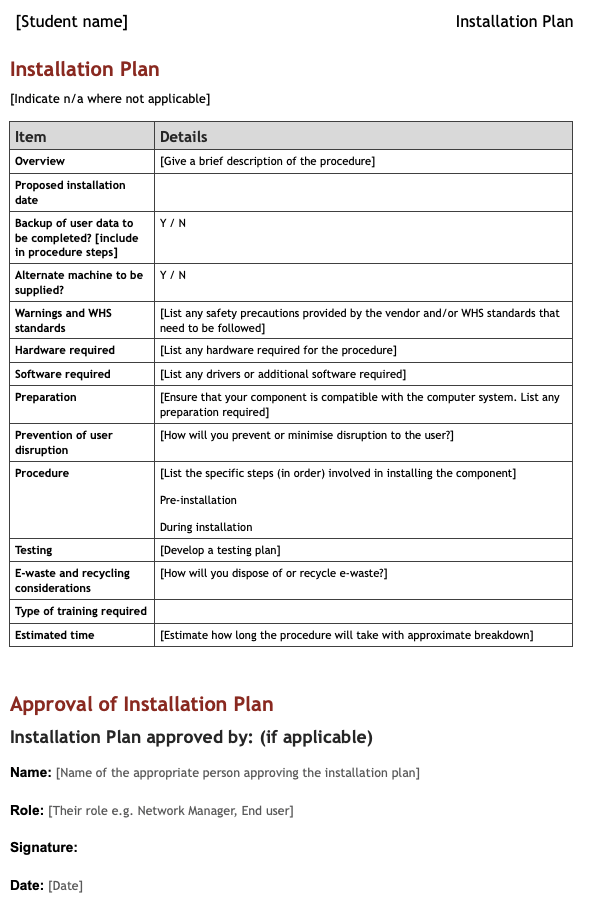 [Student name] Installation Plan
Installation Plan
[Indicate n/a where not applicable]
Item Details
Overview [Give a brief description of the procedure]
Proposed installation
date
Backup of user data to Y / N
be completed? [include
in procedure steps]
Alternate machine to be Y / N
supplied?
Warnings and WHS [List any safety precautions provided by the vendor and/or WHS standards that
standards need to be followed]
Hardware required [List any hardware required for the procedure]
Software required [List any drivers or additional software required]
Preparation [Ensure that your component is compatible with the computer system. List any
preparation required]
Prevention of user [How will you prevent or minimise disruption to the user?]
disruption
Procedure [List the specific steps (in order) involved in installing the component]
Pre-installation
During installation
Testing [Develop a testing plan]
E-waste and recycling [How will you dispose of or recycle e-waste?]
considerations
Type of training required
Estimated time [Estimate how long the procedure will take with approximate breakdown]
Approval of Installation Plan
Installation Plan approved by: (if applicable)
Name: [Name of the appropriate person approving the installation plan]
Role: [Their role e.g. Network Manager, End user]
Signature:
Date: [Date]